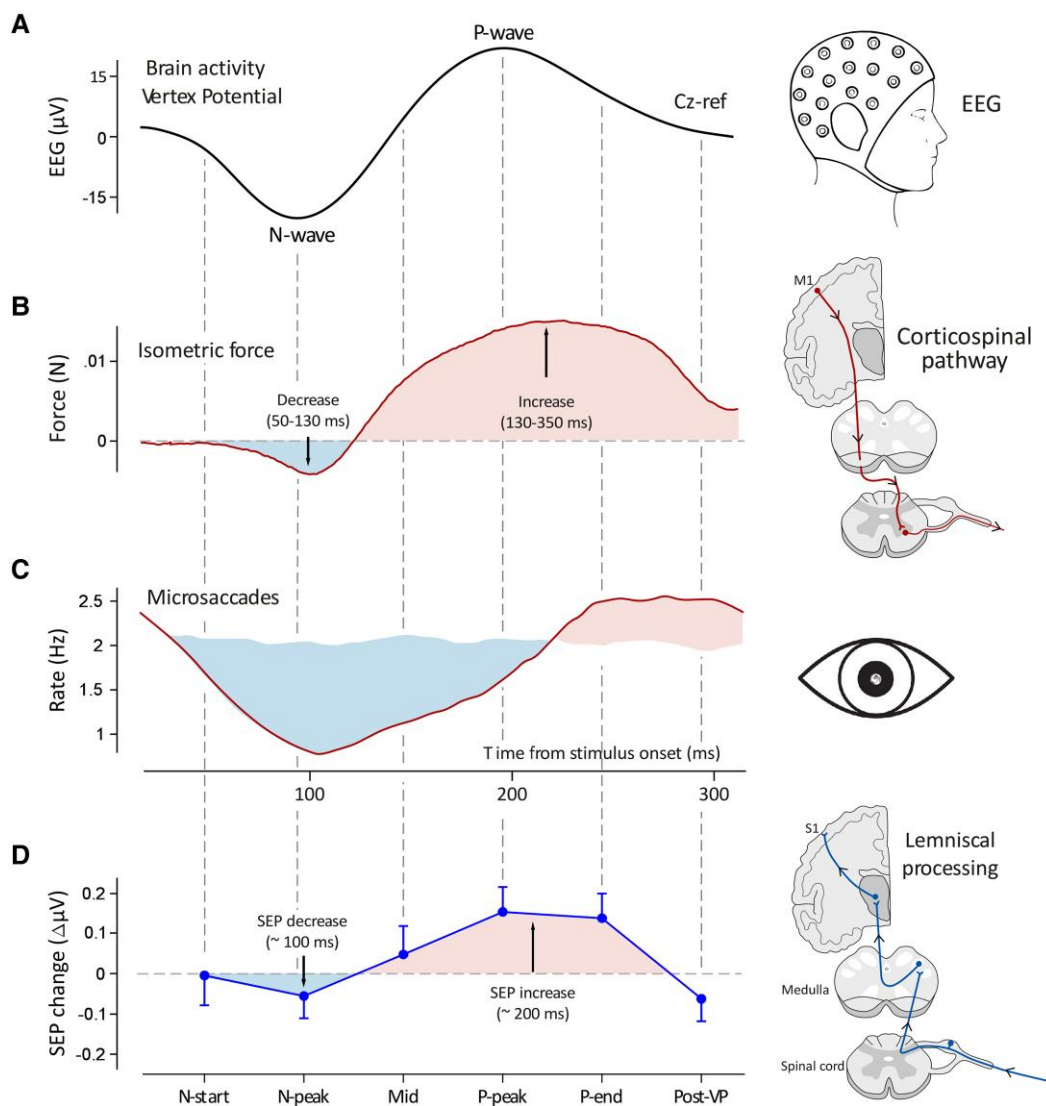 A
P-wave
Brain activity
Vertex Potential
Cz-ref
EEG (µV)
15
0
-15
N-wave
EEG
B
Isometric force
Force (N)
.01
0
Decrease
(50-130 ms)
Increase
(130-350 ms)
M1
Corticospinal
pathway
C
Microsaccades
Rate (Hz)
2.5
2
1.5
1
Time from stimulus onset (ms)
100
200
300
D
SEP change (ΔµV)
0.2
0.1
0
-0.1
-0.2
SEP decrease
(~ 100 ms)
SEP increase
(~ 200 ms)
N-start
N-peak
Mid
P-peak
P-end
Post-VP
S1
Lemniscal
processing
Medulla
Spinal cord